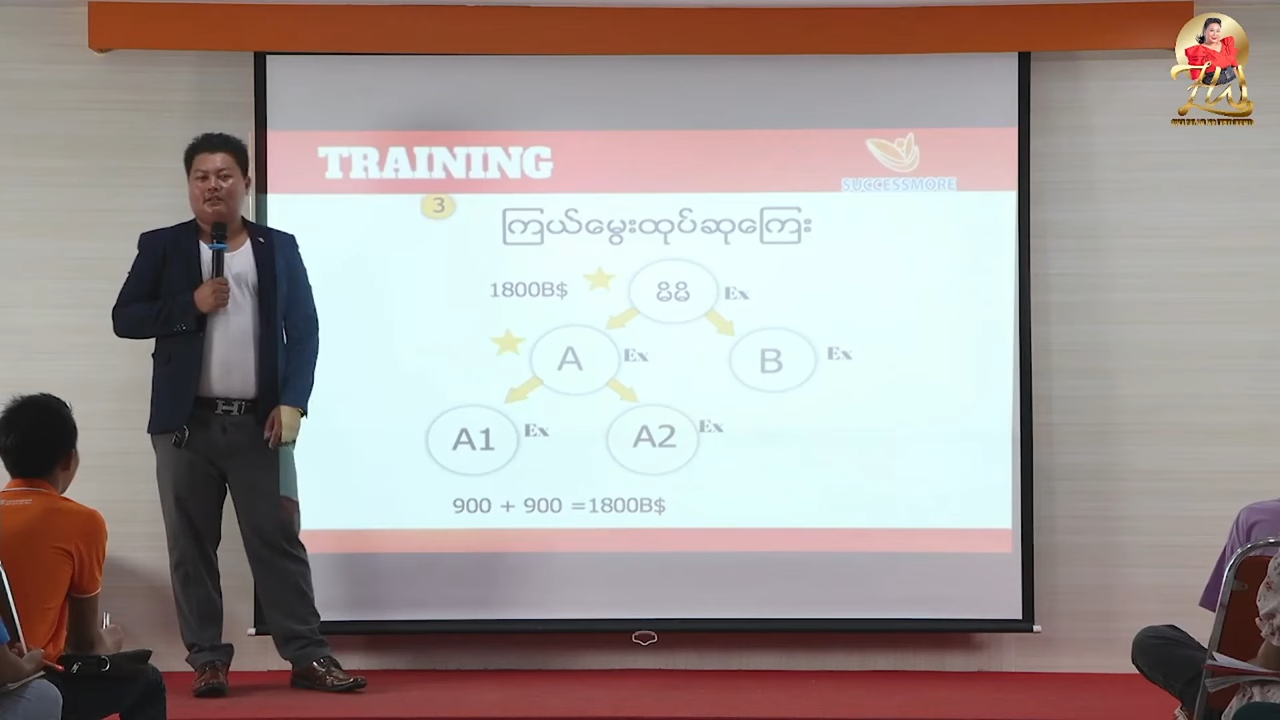 TRAINING
SUCCESSMORE
3
ကြယ်မွေးထုပ်ဆုကြေး
1800B$
မိမိ
Ex
A
Ex
B
Ex
A1
Ex
A2
Ex
900 + 900 =1800B$